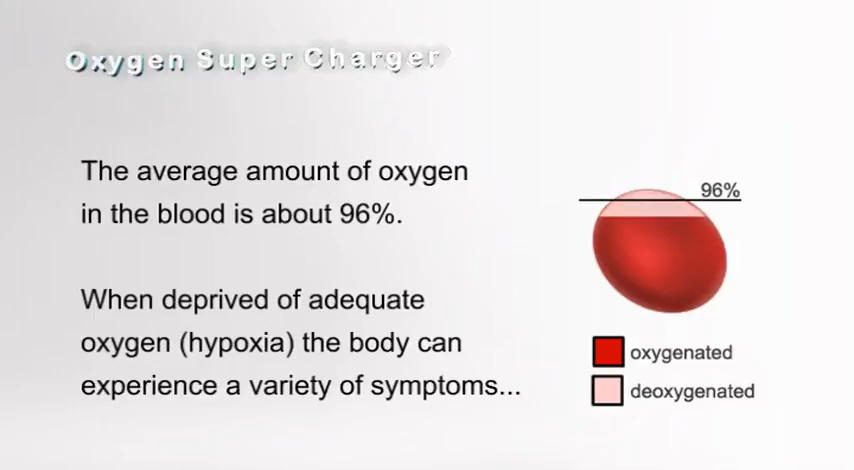 Oxygen Super Charger
The average amount of oxygen
in the blood is about 96%.
When deprived of adequate
oxygen (hypoxia) the body can
experience a variety of symptoms...
96%
oxygenated
deoxygenated